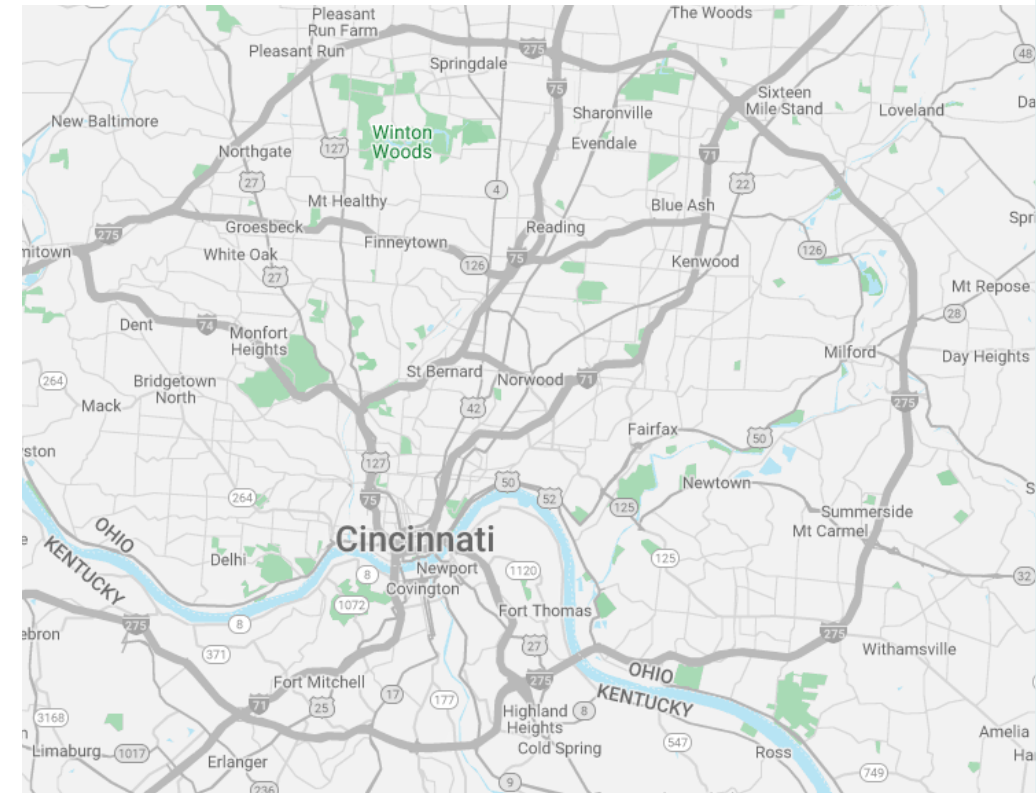 Pleasant
Run Farm
The Woods
Pleasant Run
275
48
Springdale
75
Sixteen
Mile Stand
Sharonville
Loveland
New Baltimore
Winton
Woods
127
Evendale
Northgate
71
27
22
4
Mt Healthy
Blue Ash
Groesbeck
Reading
275
Finneytown
126
White Oak
75
126
Kenwood
27
Mt Repose
28
Dent
74
Monfort
Heights
Milford
Day Heights
St Bernard
Norwood
71
264
Bridgetown
North
275
Mack
42
Fairfax
50
127
Newtown
50
264
75
52
125
Summerside
Mt Carmel
OHIO
KENTUCKY
Cincinnati
Delhi
125
Newport
1120
8
32
Covington
1072
Fort Thomas
8
275
275
27
371
Withamsville
OHIO
KENTUCKY
Fort Mitchell
275
17
177
71
25
Highland
Heights
8
3168
Amelia
547
Limaburg
1017
Cold Spring
Ross
Erlanger
749
9
236